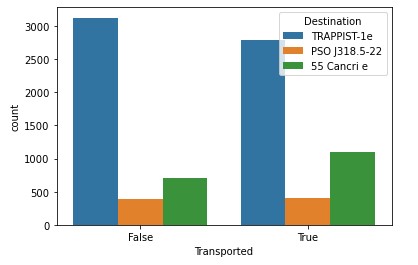 Destination
TRAPPIST-1e
PSO J318.5-22
55 Cancri e
3000
2500
2000
1500
1000
500
0
count
False
True
Transported